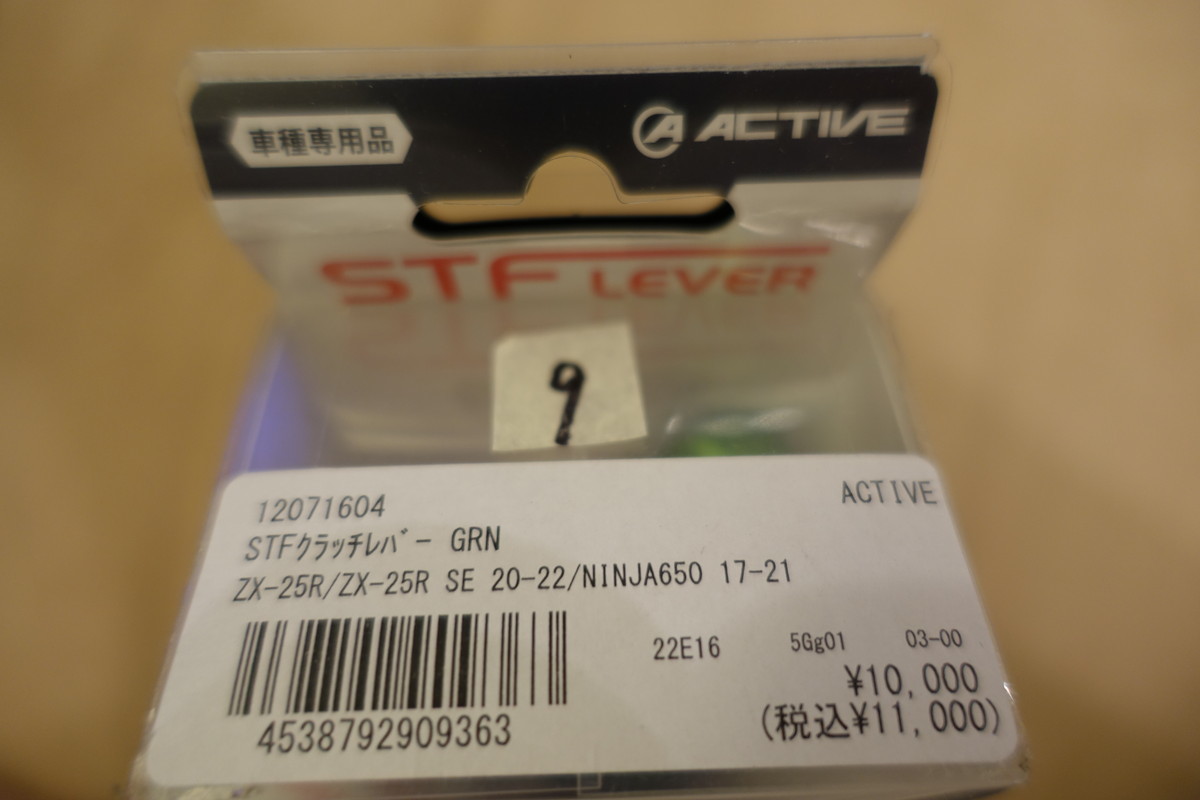 車種専用品
ACTIVE
STF LEVER
9
12071604
ACTIVE
STFクラッチレバー GRN
ZX-25R/ZX-25R SE 20-22/NINJA650 17-21
22E16 5Gg01 03-00
¥10,000
(税込¥11,000)
4538792909363